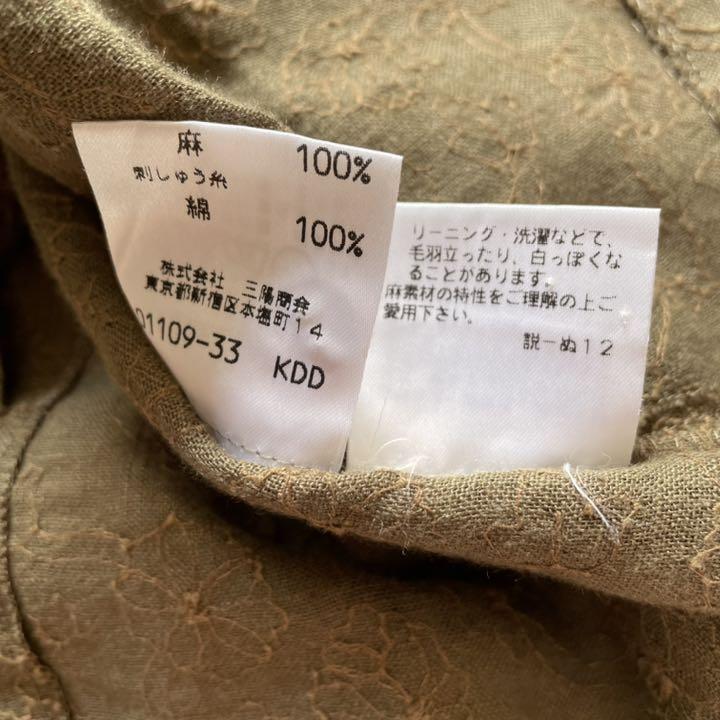 麻 100%
刺しゅう糸
綿 100%
株式会社 三陽商会
東京都新宿区本塩町14
01109-33 KDD
リーニング・洗濯などで、
毛羽立ったり、白っぽくな
ることがあります。
麻素材の特性をご理解の上ご
愛用下さい。
説ーぬ12